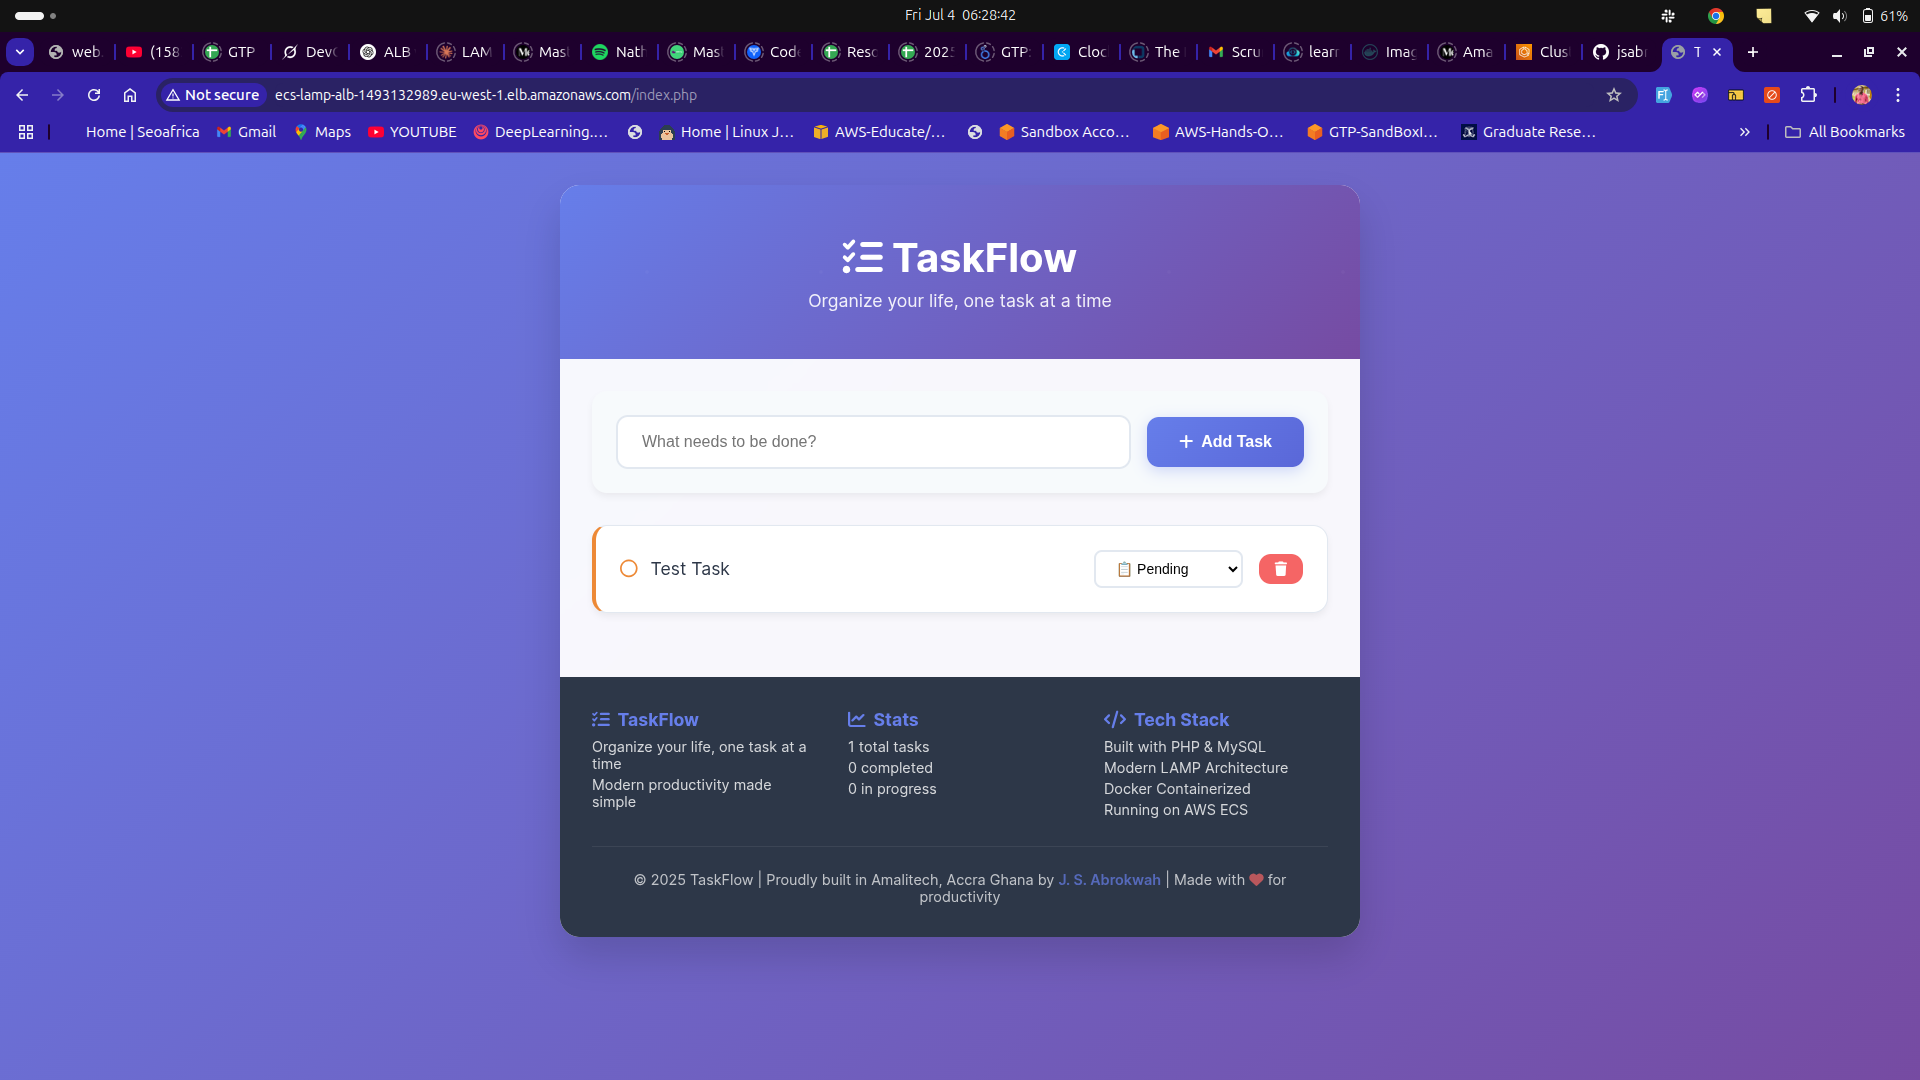 Fri Jul 4 06:28:42
61%
web. (158 GTP DevO ALB LAM Mas Nath Mas Code Reso 202 GTP: Cloc The Scru learn Imag Ama Clus jsabr T
Not secure ecs-lamp-alb-1493132989.eu-west-1.elb.amazonaws.com/index.php
Home | Seoafrica Gmail Maps YOUTUBE DeepLearning.... Home | Linux J... AWS-Educate/... Sandbox Acco... AWS-Hands-O... GTP-SandBoxI... Graduate Rese... » All Bookmarks
TaskFlow
Organize your life, one task at a time
What needs to be done?
+ Add Task
Test Task
Pending
TaskFlow
Organize your life, one task at a
time
Modern productivity made
simple
Stats
1 total tasks
0 completed
0 in progress
Tech Stack
Built with PHP & MySQL
Modern LAMP Architecture
Docker Containerized
Running on AWS ECS
© 2025 TaskFlow | Proudly built in Amalitech, Accra Ghana by J. S. Abrokwah | Made with ❤ for
productivity